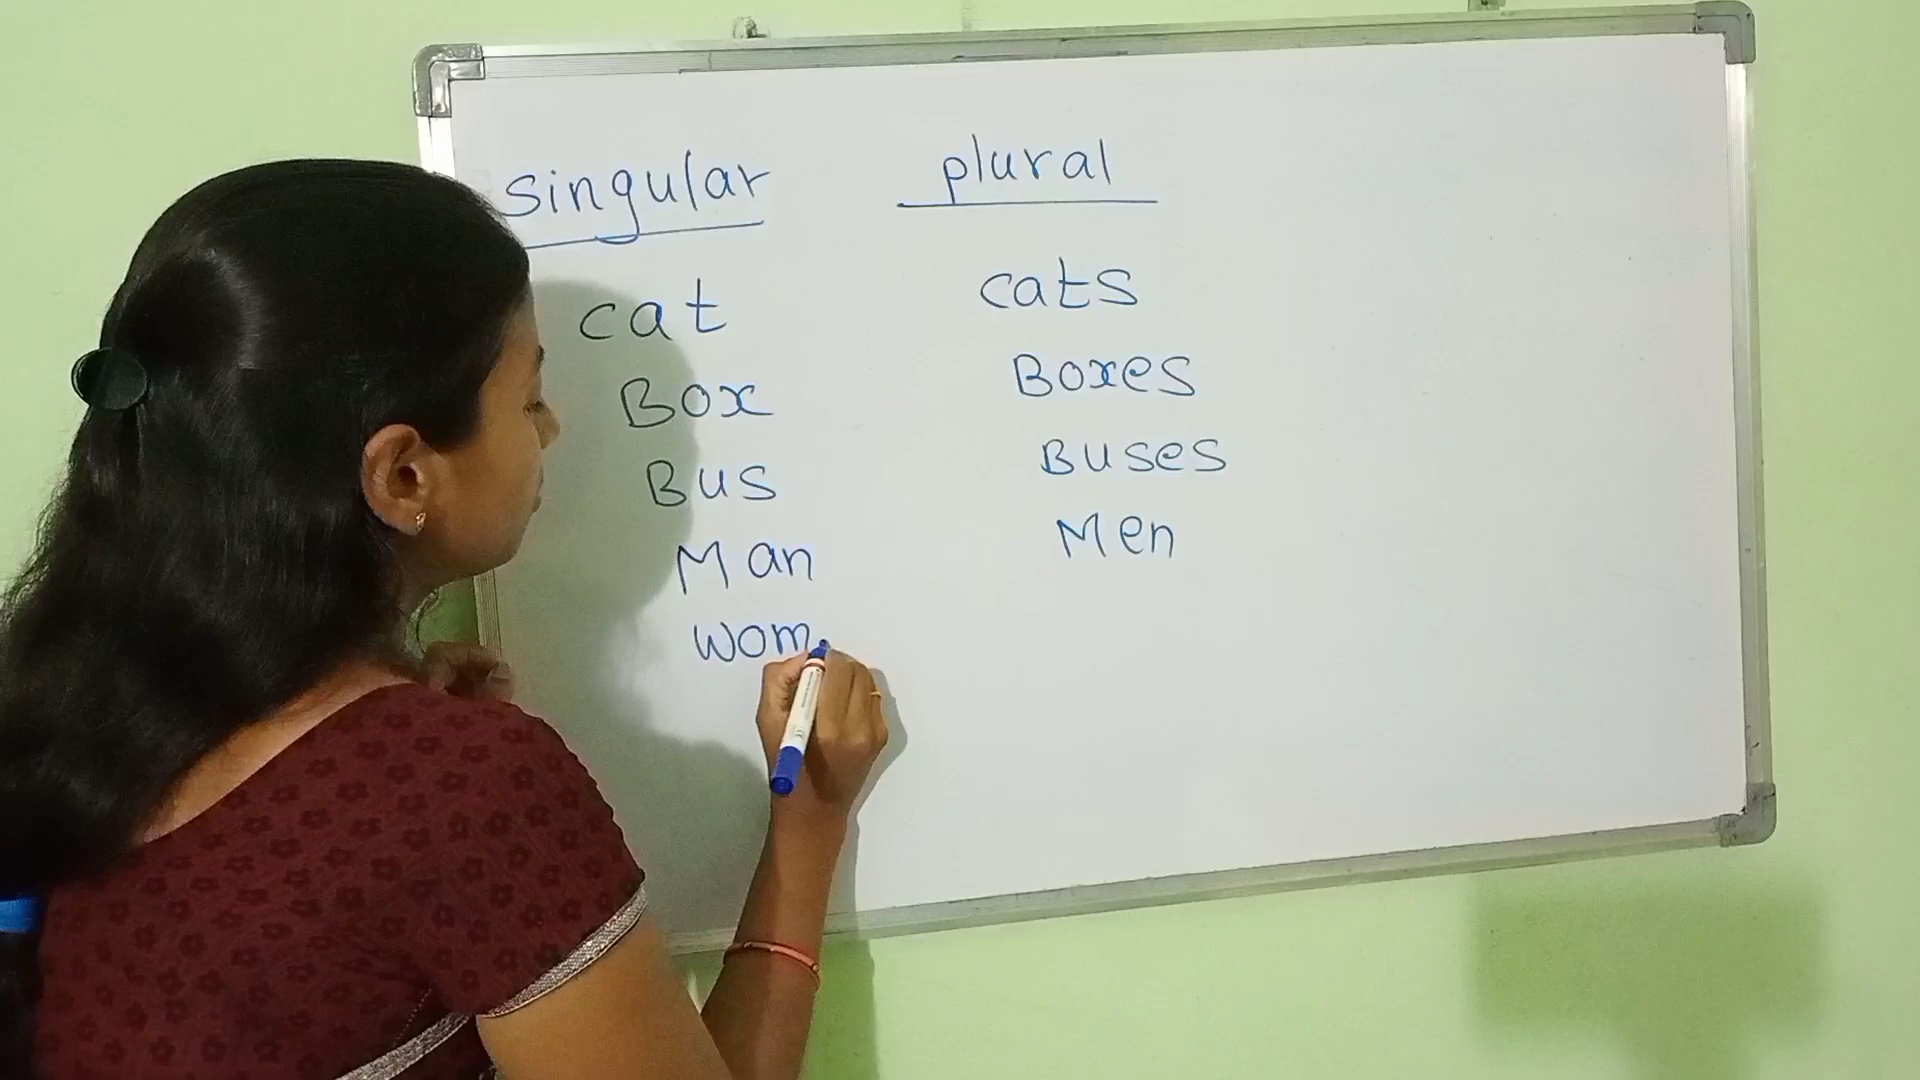 singular plural
cat cats
Box Boxes
Bus Buses
Man Men
Wom